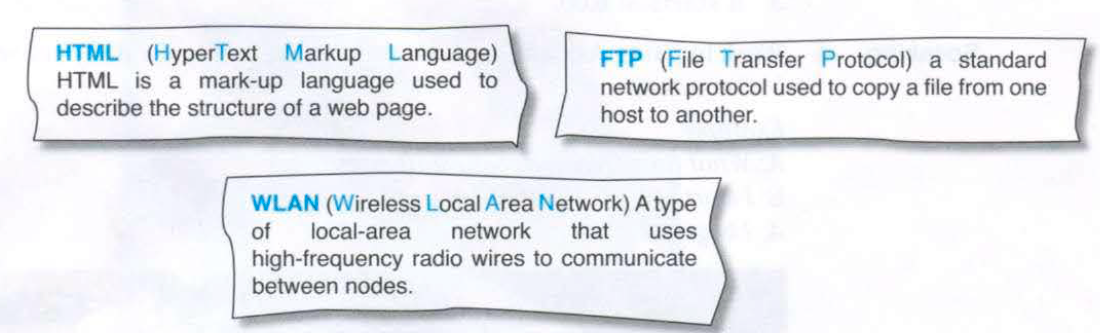 HTML (HyperText Markup Language)
HTML is a mark-up language used to
describe the structure of a web page.
FTP (File Transfer Protocol) a standard
network protocol used to copy a file from one
host to another.
WLAN (Wireless Local Area Network) A type
of local-area network that uses
high-frequency radio wires to communicate
between nodes.